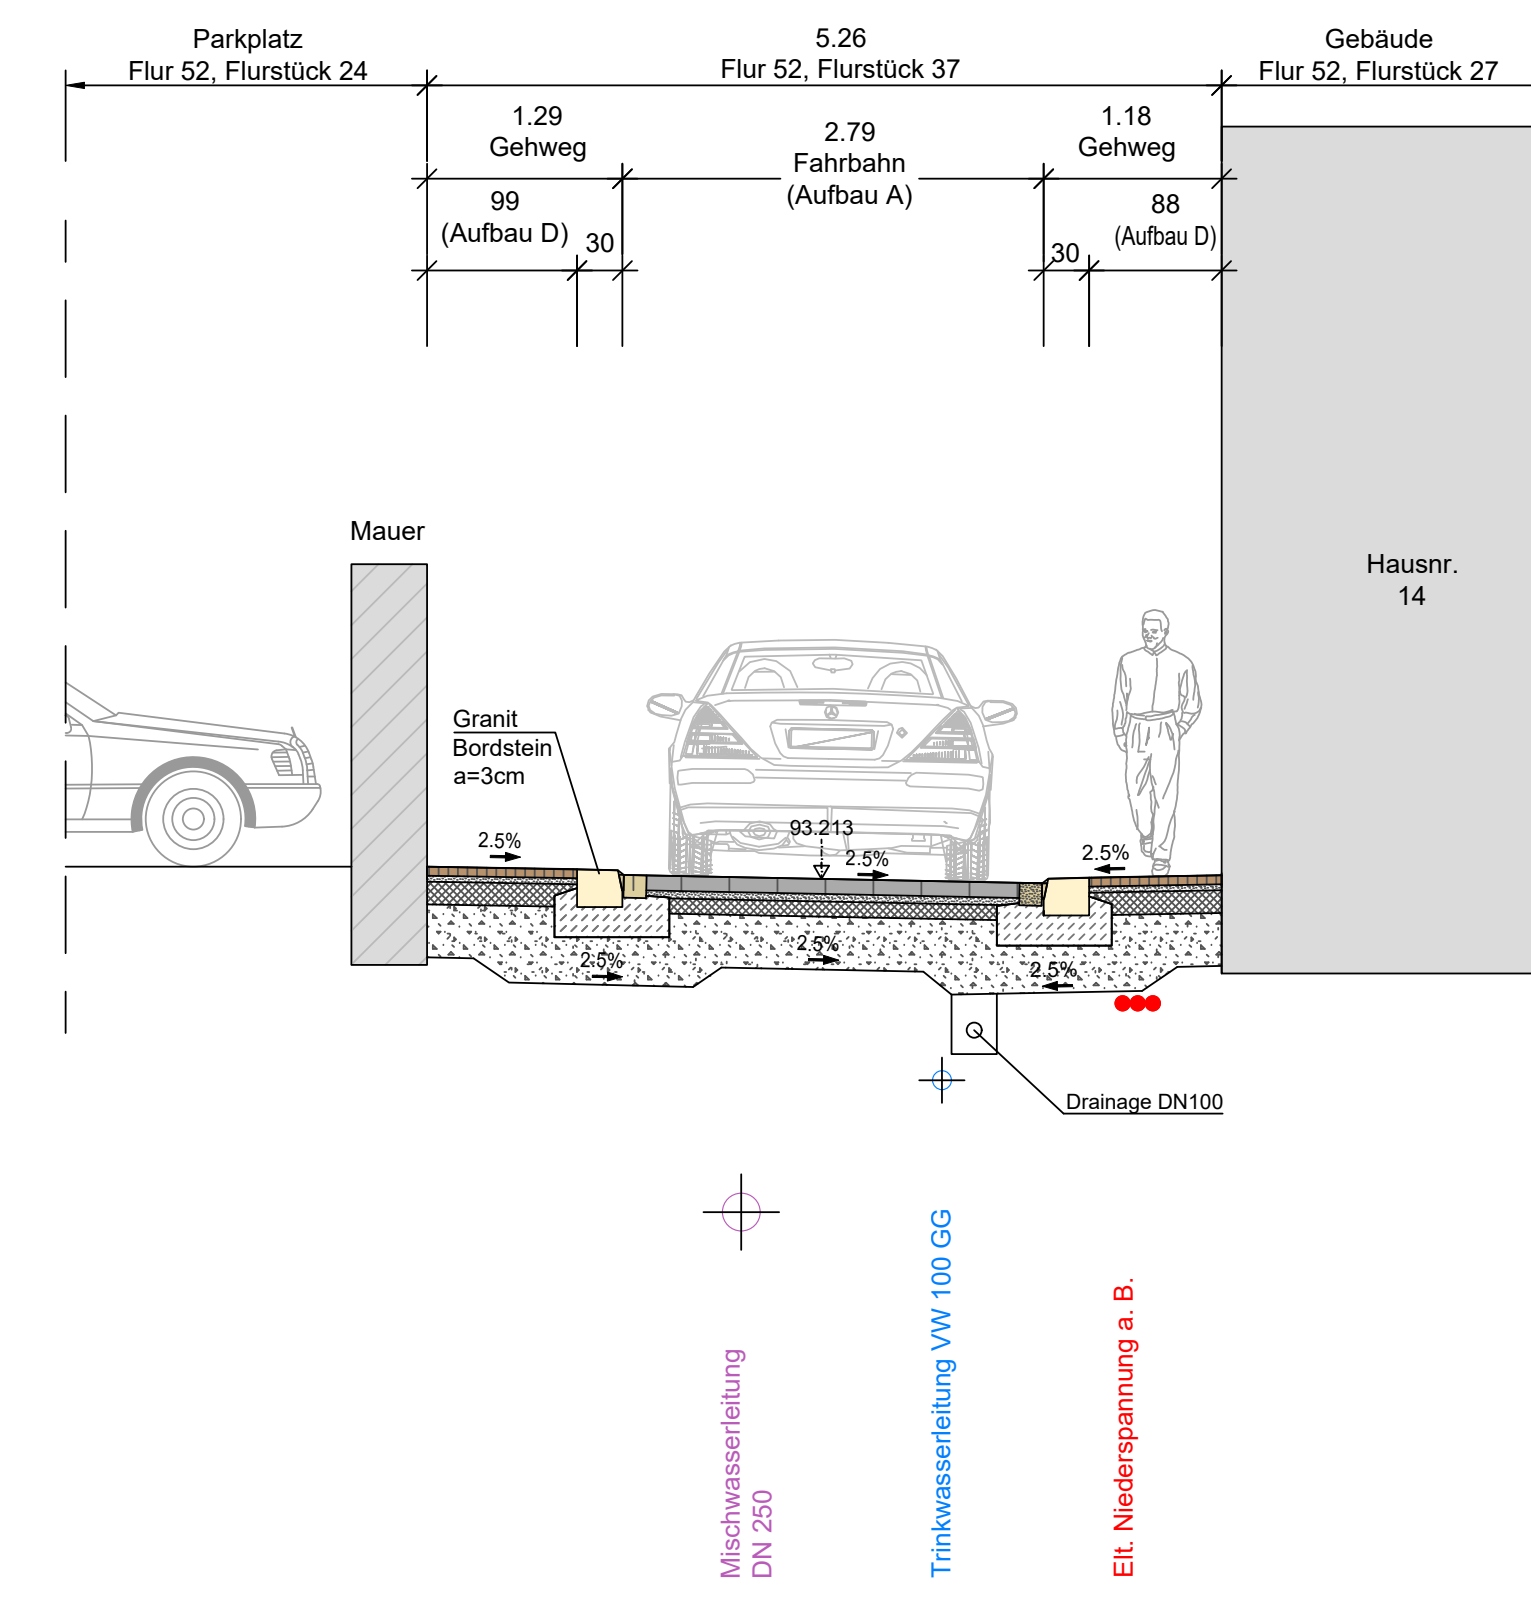 Parkplatz
Flur 52, Flurstück 24
5.26
Flur 52, Flurstück 37
Gebäude
Flur 52, Flurstück 27
1.29
Gehweg
2.79
Fahrbahn
(Aufbau A)
1.18
Gehweg
99
(Aufbau D)
30
30
88
(Aufbau D)
Mauer
Hausnr.
14
Granit
Bordstein
a=3cm
93.213
2.5%
2.5%
2.5%
2.5%
2.5%
2.5%
Drainage DN100
Mischwasserleitung
DN 250
Trinkwasserleitung VW 100 GG
Elt. Niederspannung a. B.